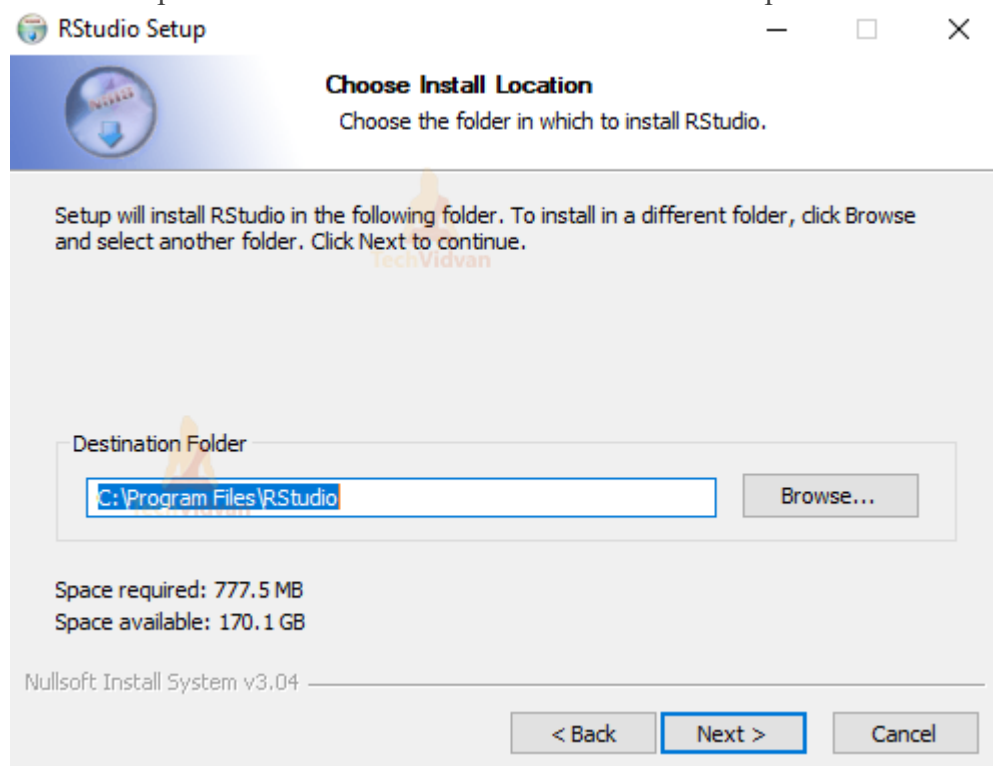 RStudio Setup
Choose Install Location
Choose the folder in which to install RStudio.
Setup will install RStudio in the following folder. To install in a different folder, click Browse
and select another folder. Click Next to continue.
TechVidvan
Destination Folder
C:\Program Files\RStudio
Browse...
TechVidvan
Space required: 777.5 MB
Space available: 170.1 GB
Nullsoft Install System v3.04
< Back
Next >
Cancel